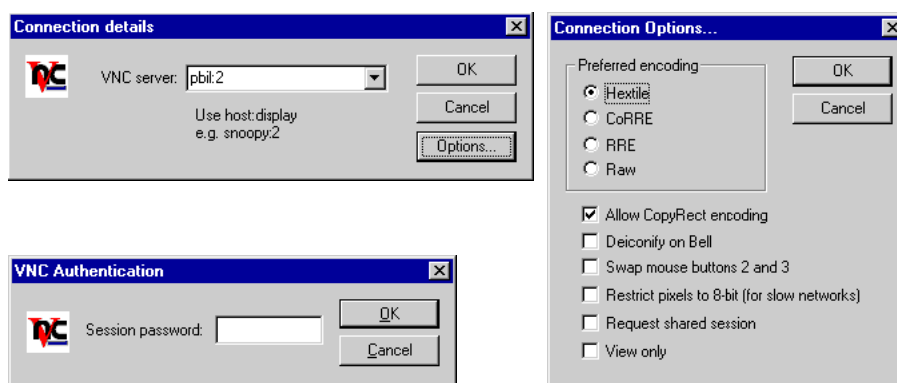 Connection details
VNC server: pbil:2
Use host:display
e.g. snoopy:2
OK
Cancel
Options...
VNC Authentication
Session password:
OK
Cancel
Connection Options...
Preferred encoding
Hextile
CoRRE
RRE
Raw
OK
Cancel
Allow CopyRect encoding
Deiconify on Bell
Swap mouse buttons 2 and 3
Restrict pixels to 8-bit (for slow networks)
Request shared session
View only